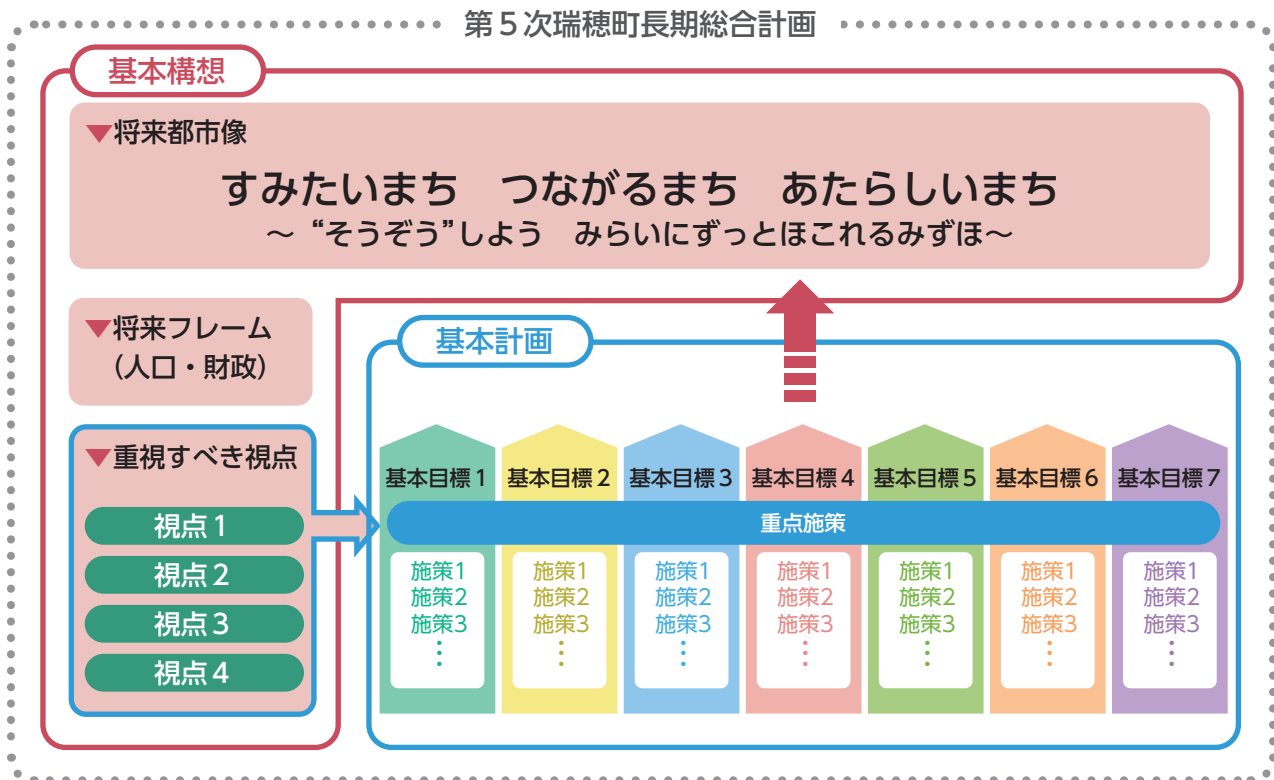 第５次瑞穂町長期総合計画
基本構想
▼将来都市像
すみたいまち　つながるまち　あたらしいまち
～“そうぞう”しよう　みらいにずっとほこれるみずほ～
▼将来フレーム
（人口・財政）
▼重視すべき視点
視点１
視点２
視点３
視点４
基本計画
基本目標１
基本目標２
基本目標３
基本目標４
基本目標５
基本目標６
基本目標７
重点施策
施策1
施策2
施策3
⋮
施策1
施策2
施策3
⋮
施策1
施策2
施策3
⋮
施策1
施策2
施策3
⋮
施策1
施策2
施策3
⋮
施策1
施策2
施策3
⋮
施策1
施策2
施策3
⋮